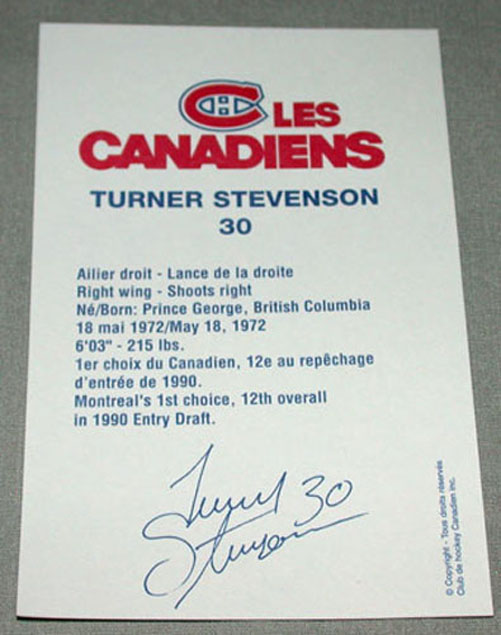 LES
CANADIENS
TURNER STEVENSON
30
Ailier droit - Lance de la droite
Right wing - Shoots right
Né/Born: Prince George, British Columbia
18 mai 1972/May 18, 1972
6'03" - 215 lbs.
1er choix du Canadien, 12e au repêchage
d'entrée de 1990.
Montreal's 1st choice, 12th overall
in 1990 Entry Draft.
Turner 30
Stevenson
© Copyright - Tous droits réservés
Club de hockey Canadien inc.